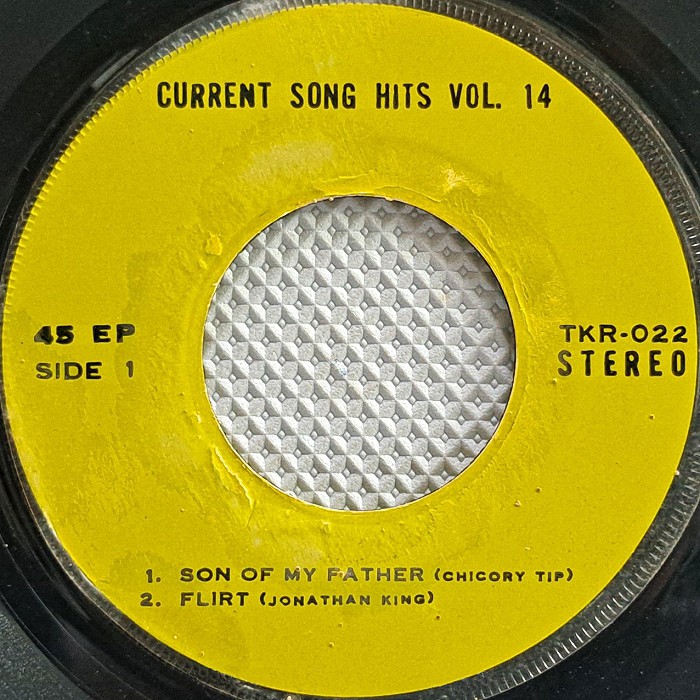 CURRENT SONG HITS VOL. 14
45 EP
SIDE 1
TKR-022
STEREO
1. SON OF MY FATHER (CHICORY TIP)
2. FLIRT (JONATHAN KING)